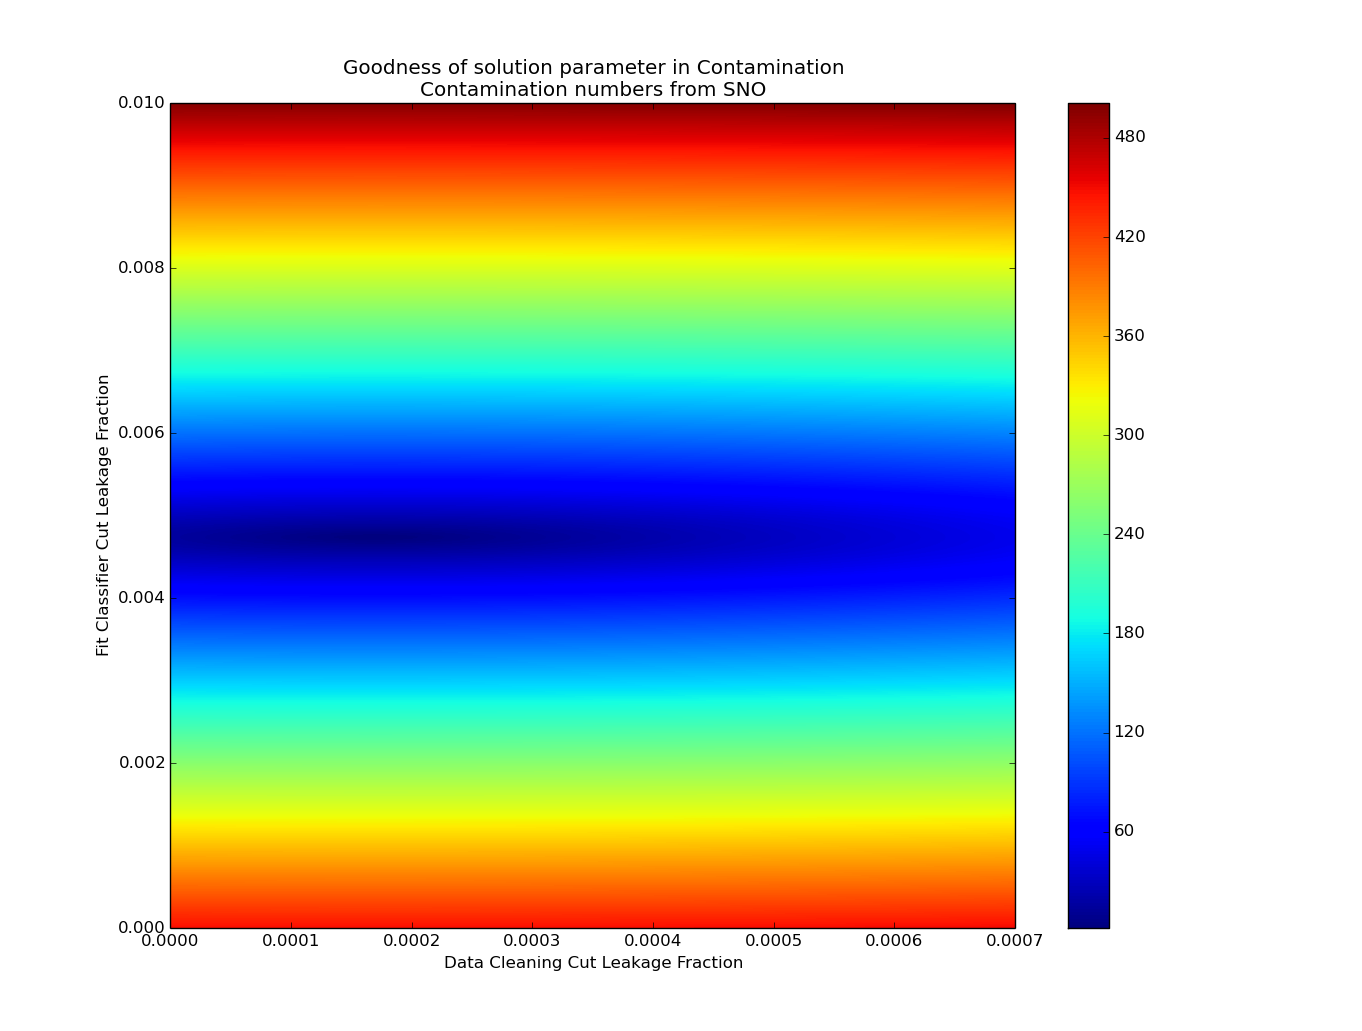 Goodness of solution parameter in Contamination
Contamination numbers from SNO
0.010
0.008
0.006
0.004
0.002
0.000
Fit Classifier Cut Leakage Fraction
0.0000 0.0001 0.0002 0.0003 0.0004 0.0005 0.0006 0.0007
Data Cleaning Cut Leakage Fraction
480
420
360
300
240
180
120
60